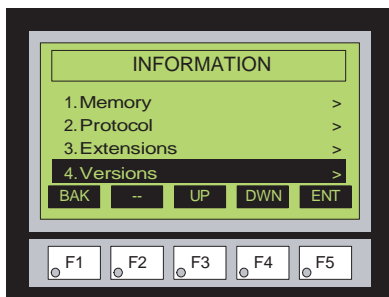 INFORMATION
1. Memory >
2. Protocol >
3. Extensions >
4. Versions >
BAK -- UP DWN ENT
F1 F2 F3 F4 F5